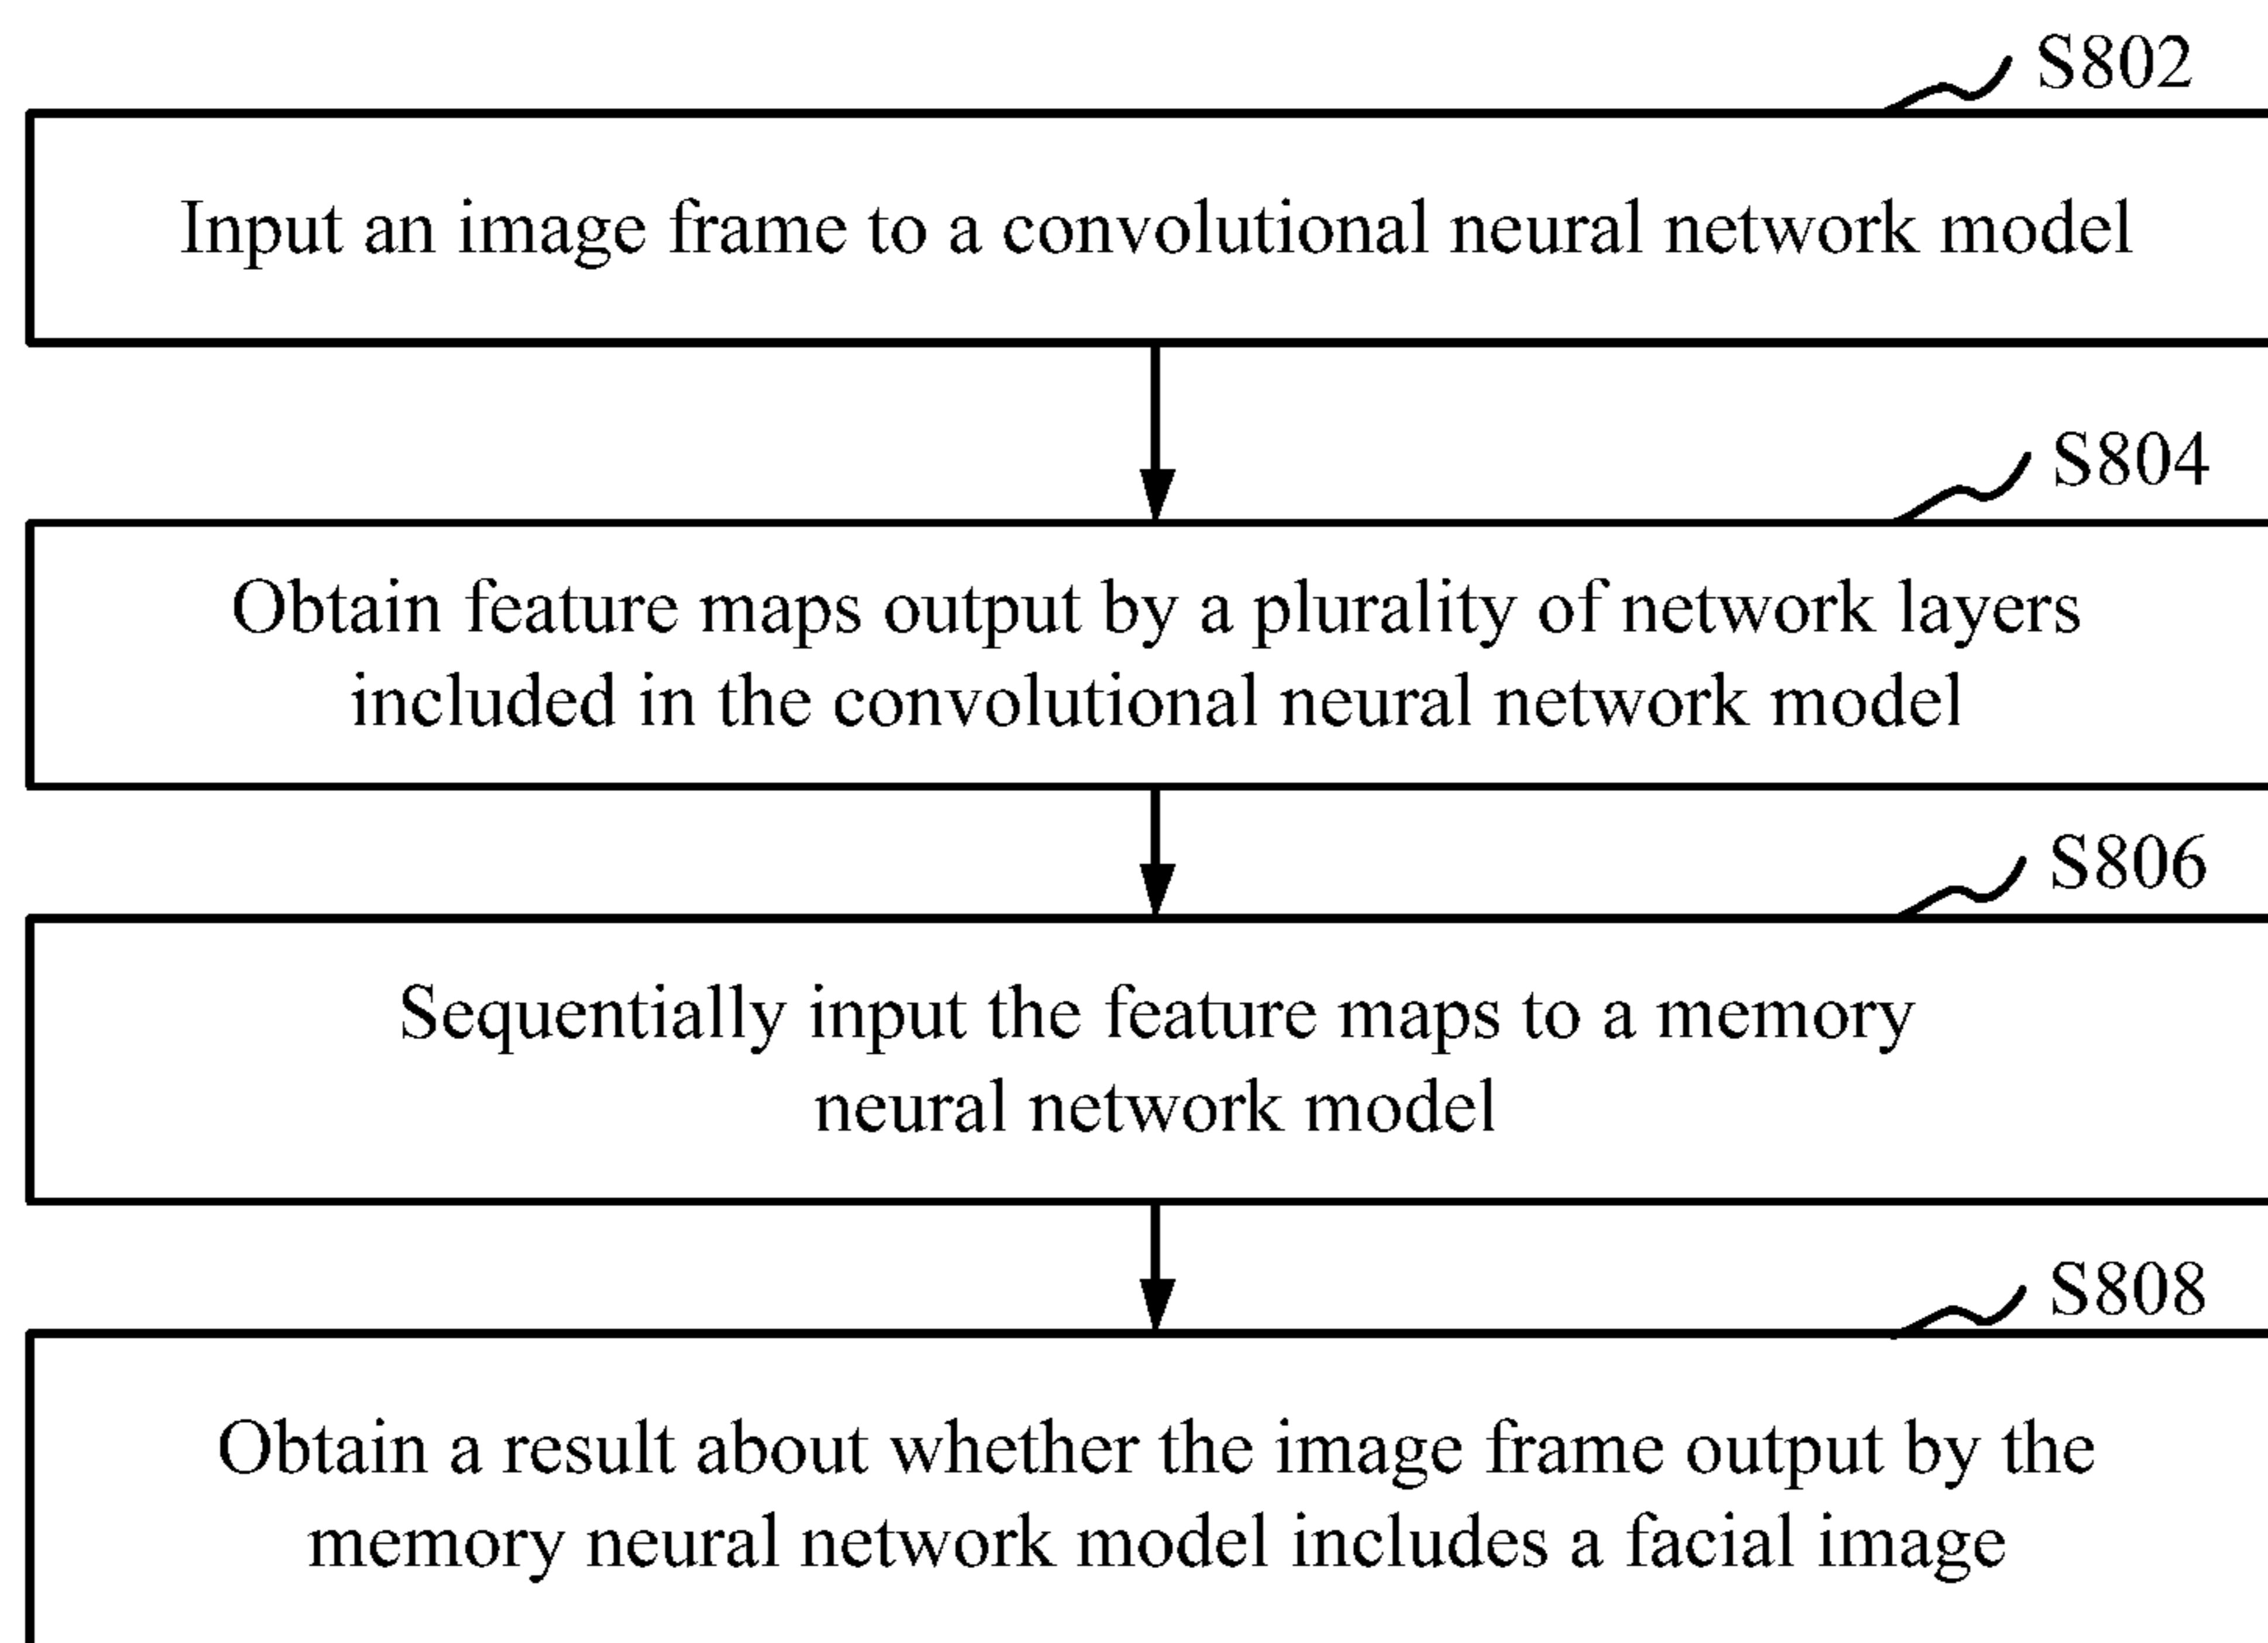 S802
Input an image frame to a convolutional neural network model
S804
Obtain feature maps output by a plurality of network layers
included in the convolutional neural network model
S806
Sequentially input the feature maps to a memory
neural network model
S808
Obtain a result about whether the image frame output by the
memory neural network model includes a facial image